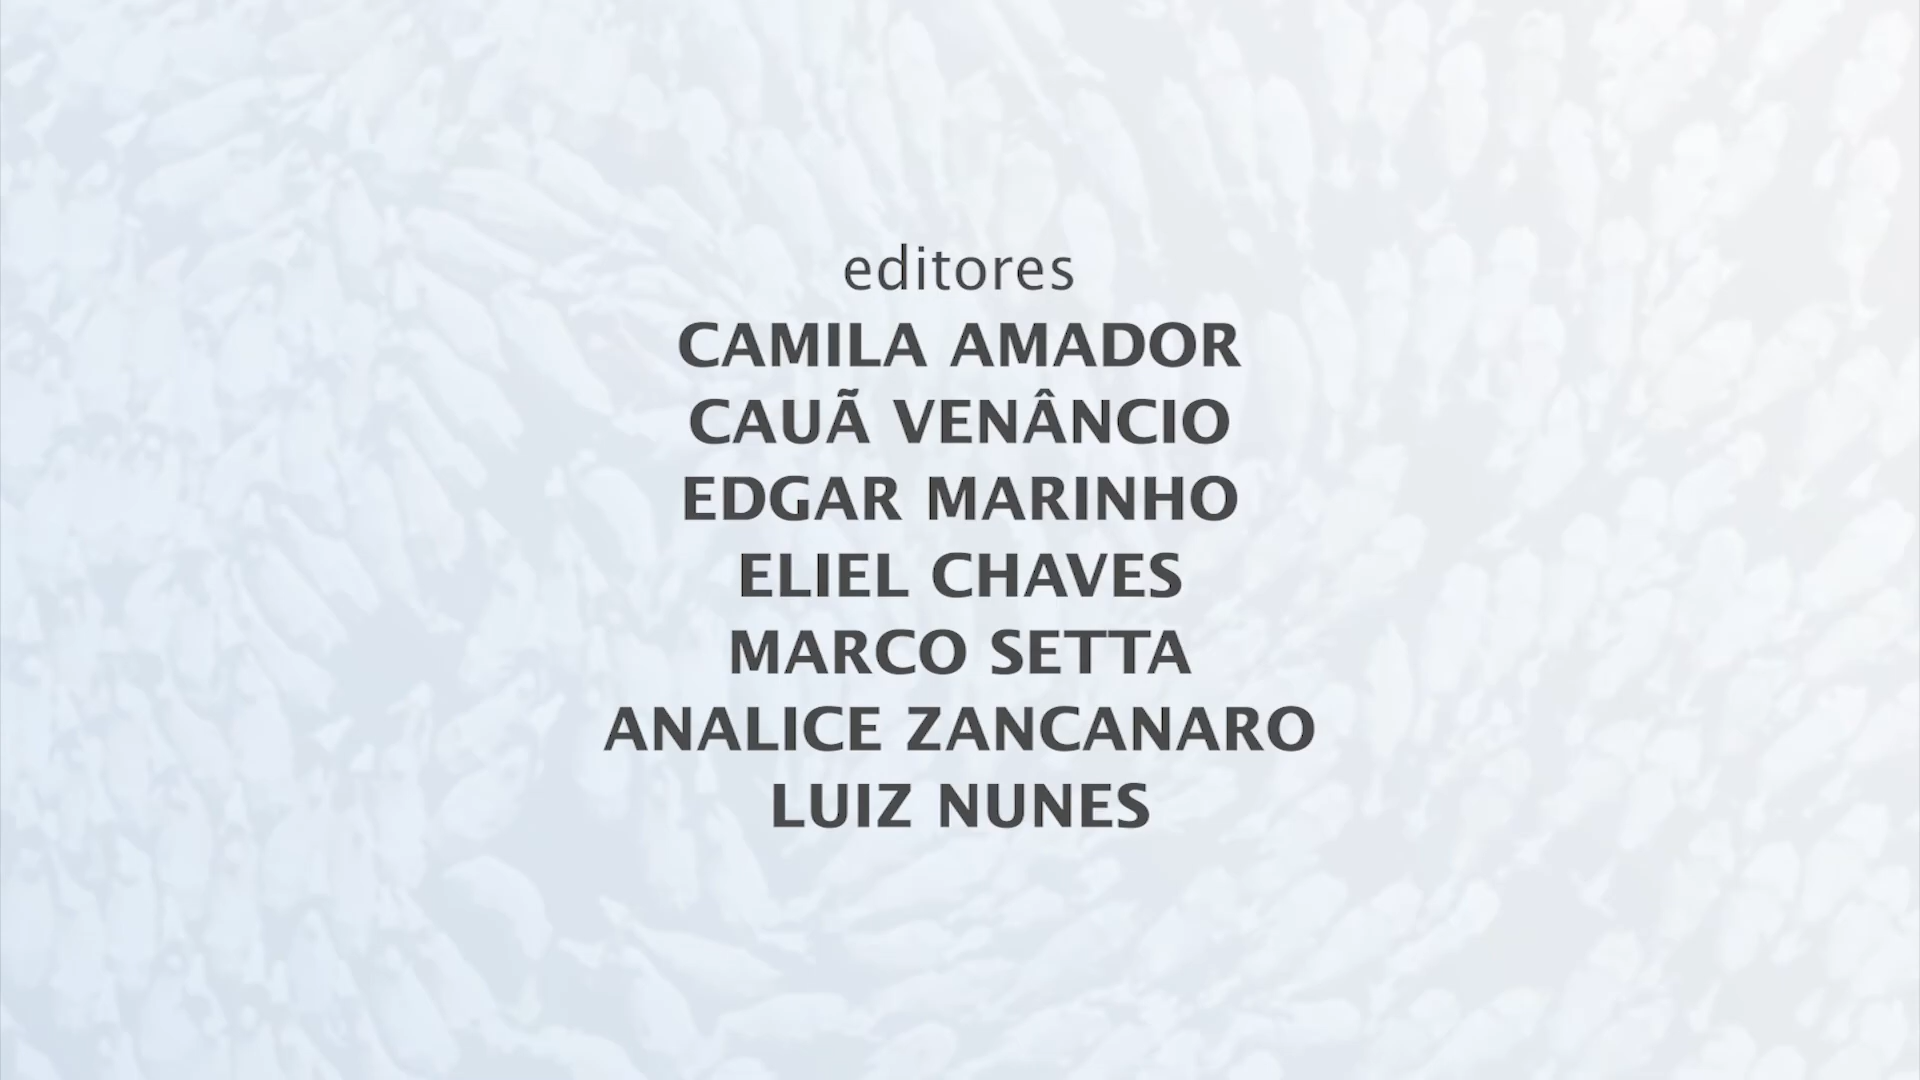 editores
CAMILA AMADOR
CAUÃ VENÂNCIO
EDGAR MARINHO
ELIEL CHAVES
MARCO SETTA
ANALICE ZANCANARO
LUIZ NUNES